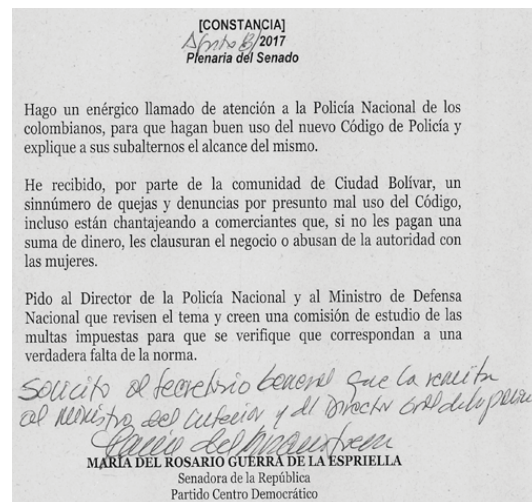 [CONSTANCIA]
Agosto /2017
Plenaria del Senado
Hago un enérgico llamado de atención a la Policía Nacional de los
colombianos, para que hagan buen uso del nuevo Código de Policía y
explique a sus subalternos el alcance del mismo.
He recibido, por parte de la comunidad de Ciudad Bolívar, un
sinnúmero de quejas y denuncias por presunto mal uso del Código,
incluso están chantajeando a comerciantes que, si no les pagan una
suma de dinero, les clausuran el negocio o abusan de la autoridad con
las mujeres.
Pido al Director de la Policía Nacional y al Ministro de Defensa
Nacional que revisen el tema y creen una comisión de estudio de las
multas impuestas para que se verifique que correspondan a una
verdadera falta de la norma.
Solicito al Secretario General que la remita
al Ministro del Interior y al Director Gral de la
MARÍA DEL ROSARIO GUERRA DE LA ESPRIELLA
Senadora de la República
Partido Centro Democrático